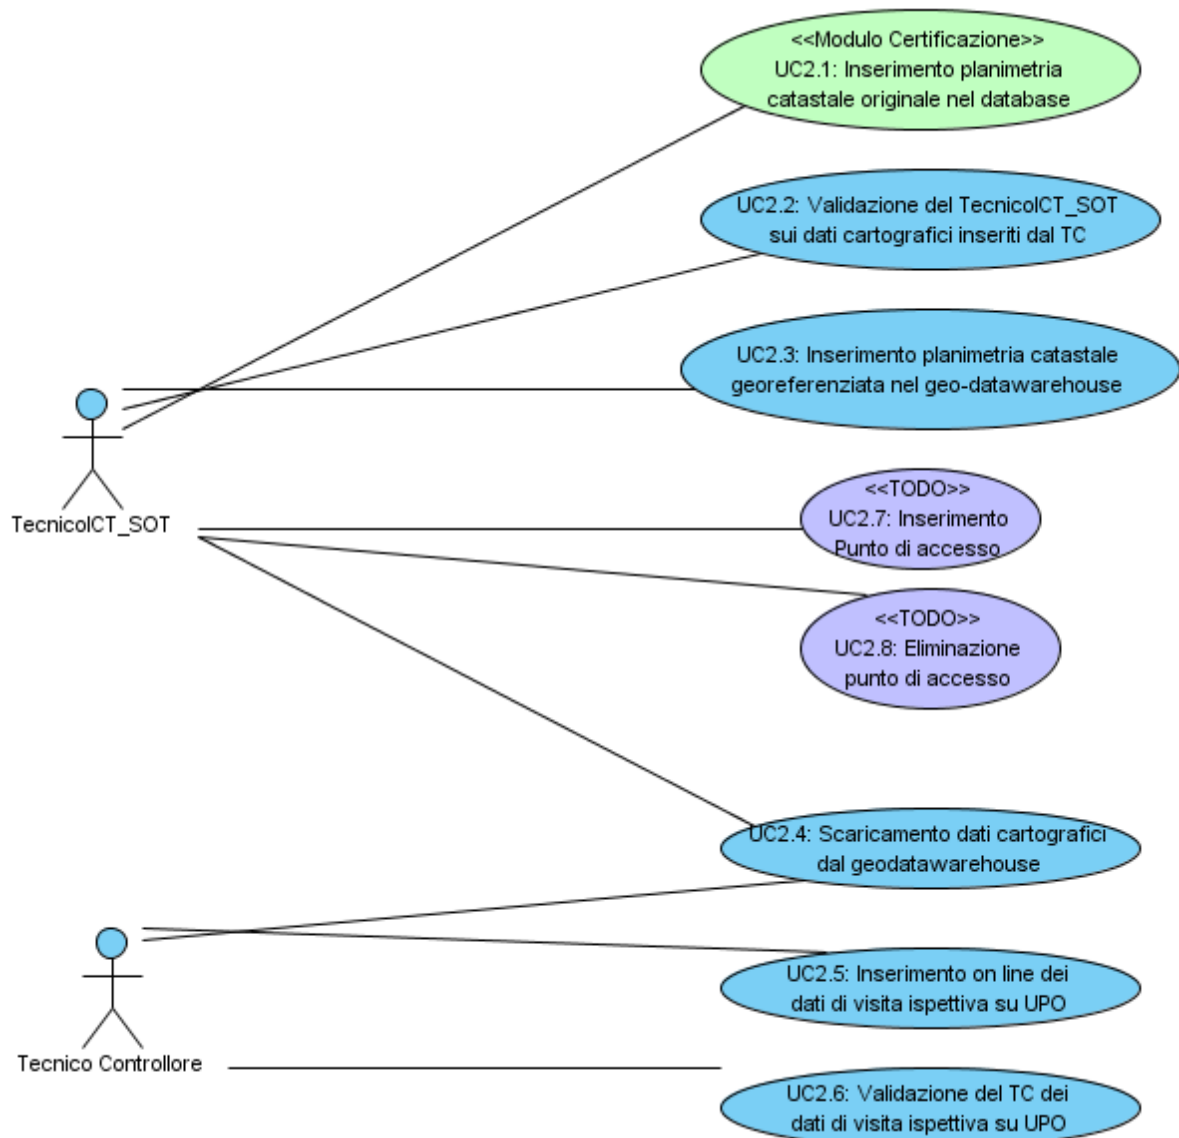 <<Modulo Certificazione>>
UC2.1: Inserimento planimetria
catastale originale nel database
UC2.2: Validazione del TecnicoICT_SOT
sui dati cartografici inseriti dal TC
UC2.3: Inserimento planimetria catastale
georeferenziata nel geo-datawarehouse
TecnicoICT_SOT
<<TODO>>
UC2.7: Inserimento
Punto di accesso
<<TODO>>
UC2.8: Eliminazione
punto di accesso
UC2.4: Scaricamento dati cartografici
dal geodatawarehouse
UC2.5: Inserimento on line dei
dati di visita ispettiva su UPO
Tecnico Controllore
UC2.6: Validazione del TC dei
dati di visita ispettiva su UPO